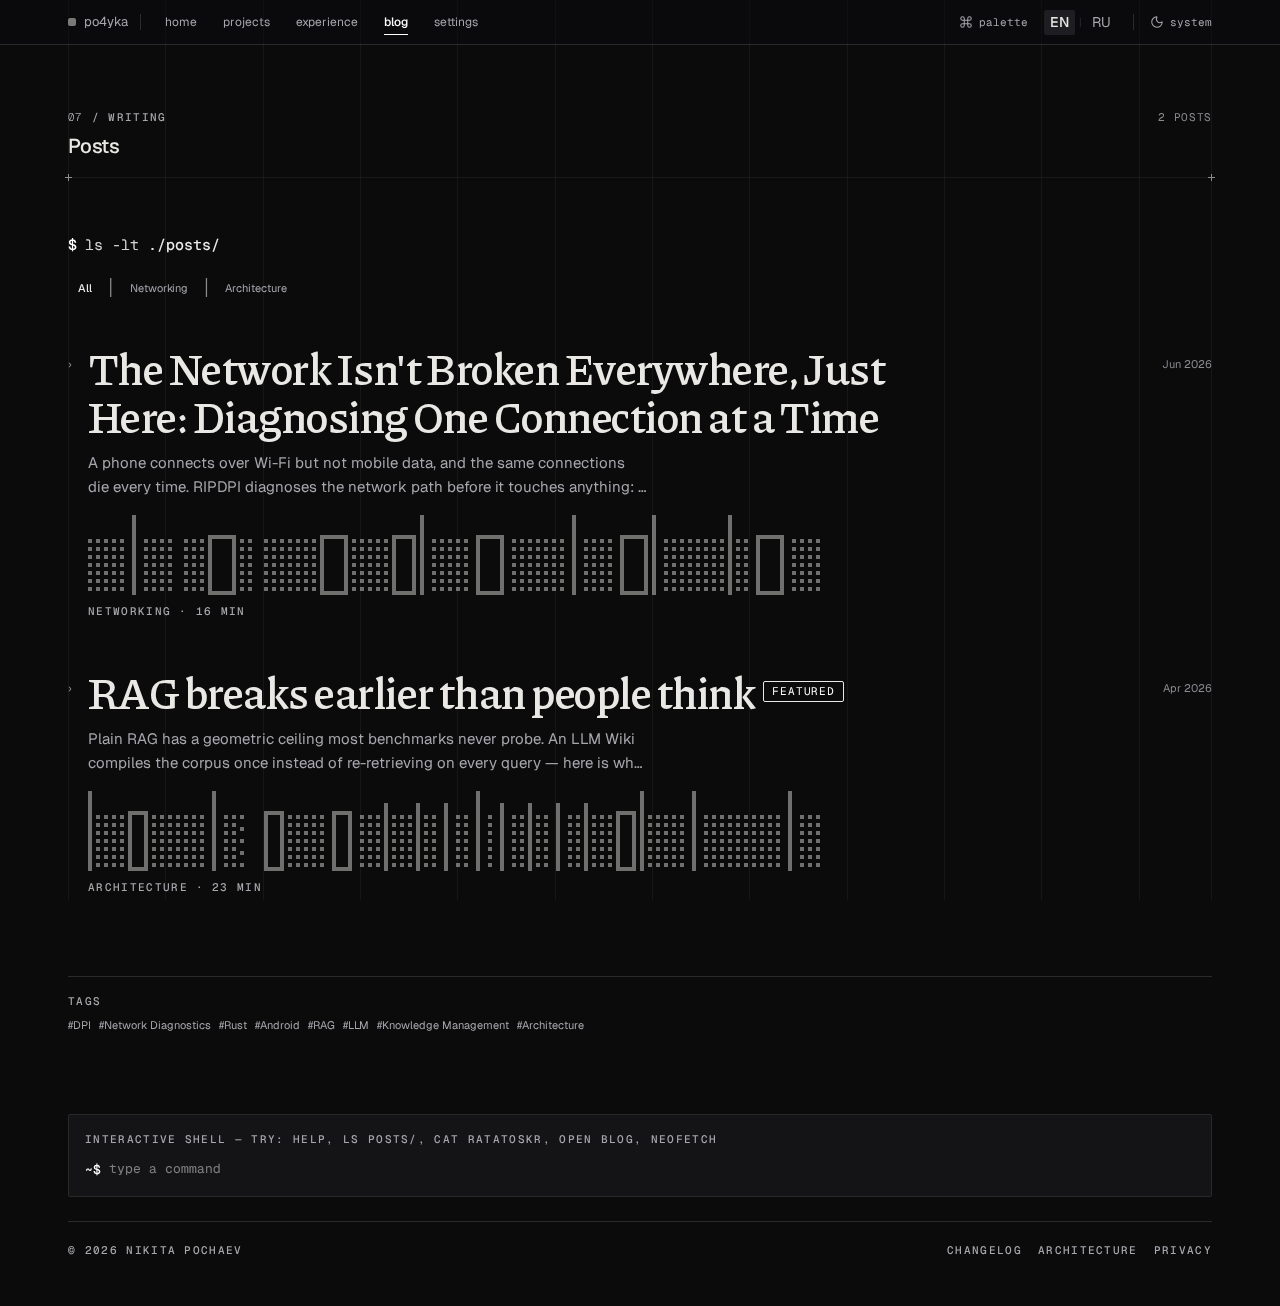 po4yka home projects experience blog settings ⌘ palette EN RU system
07 / WRITING 2 POSTS
Posts
$ ls -lt ./posts/
All Networking Architecture
› The Network Isn't Broken Everywhere, Just Jun 2026
Here: Diagnosing One Connection at a Time
A phone connects over Wi-Fi but not mobile data, and the same connections
die every time. RIPDPI diagnoses the network path before it touches anything: …
NETWORKING · 16 MIN
› RAG breaks earlier than people think FEATURED Apr 2026
Plain RAG has a geometric ceiling most benchmarks never probe. An LLM Wiki
compiles the corpus once instead of re-retrieving on every query — here is wh…
ARCHITECTURE · 23 MIN
TAGS
#DPI #Network Diagnostics #Rust #Android #RAG #LLM #Knowledge Management #Architecture
INTERACTIVE SHELL — TRY: HELP, LS POSTS/, CAT RATATOSKR, OPEN BLOG, NEOFETCH
~$ type a command
© 2026 NIKITA POCHAEV CHANGELOG ARCHITECTURE PRIVACY